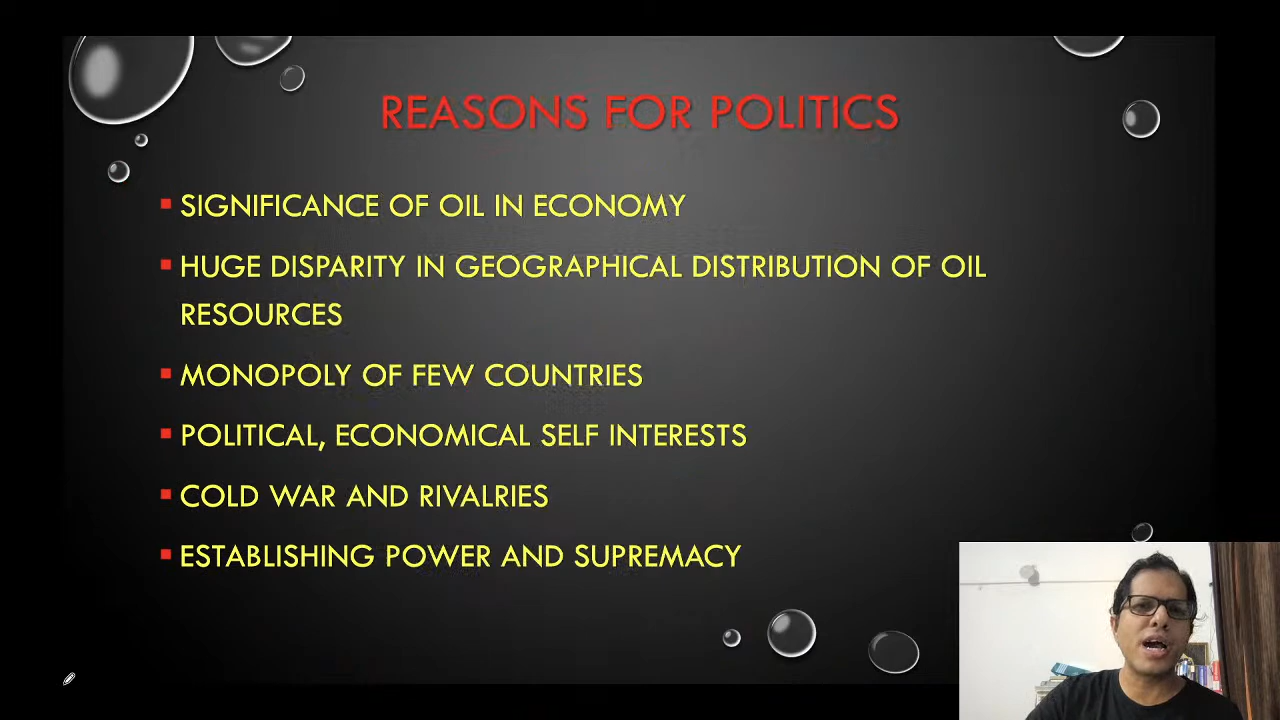 REASONS FOR POLITICS
SIGNIFICANCE OF OIL IN ECONOMY
HUGE DISPARITY IN GEOGRAPHICAL DISTRIBUTION OF OIL
RESOURCES
MONOPOLY OF FEW COUNTRIES
POLITICAL, ECONOMICAL SELF INTERESTS
COLD WAR AND RIVALRIES
ESTABLISHING POWER AND SUPREMACY